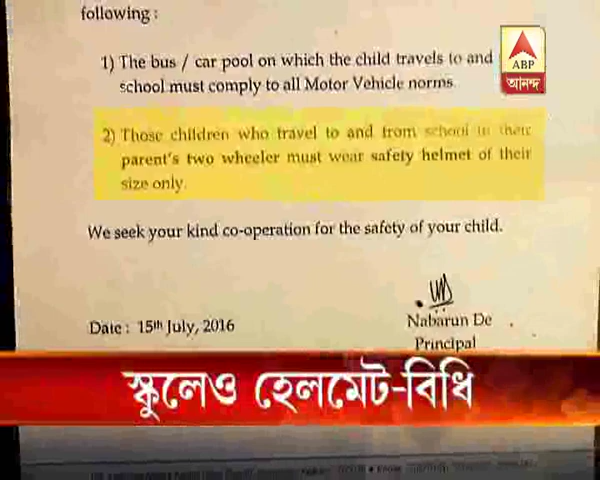 following :
1) The bus / car pool on which the child travels to and
school must comply to all Motor Vehicle norms.
ABP
আনন্দ
2) Those children who travel to and from school in their
parent's two wheeler must wear safety helmet of their
size only.
We seek your kind co-operation for the safety of your child.
Date : 15th July, 2016
Nabarun De
Principal
স্কুলেও হেলমেট-বিধি